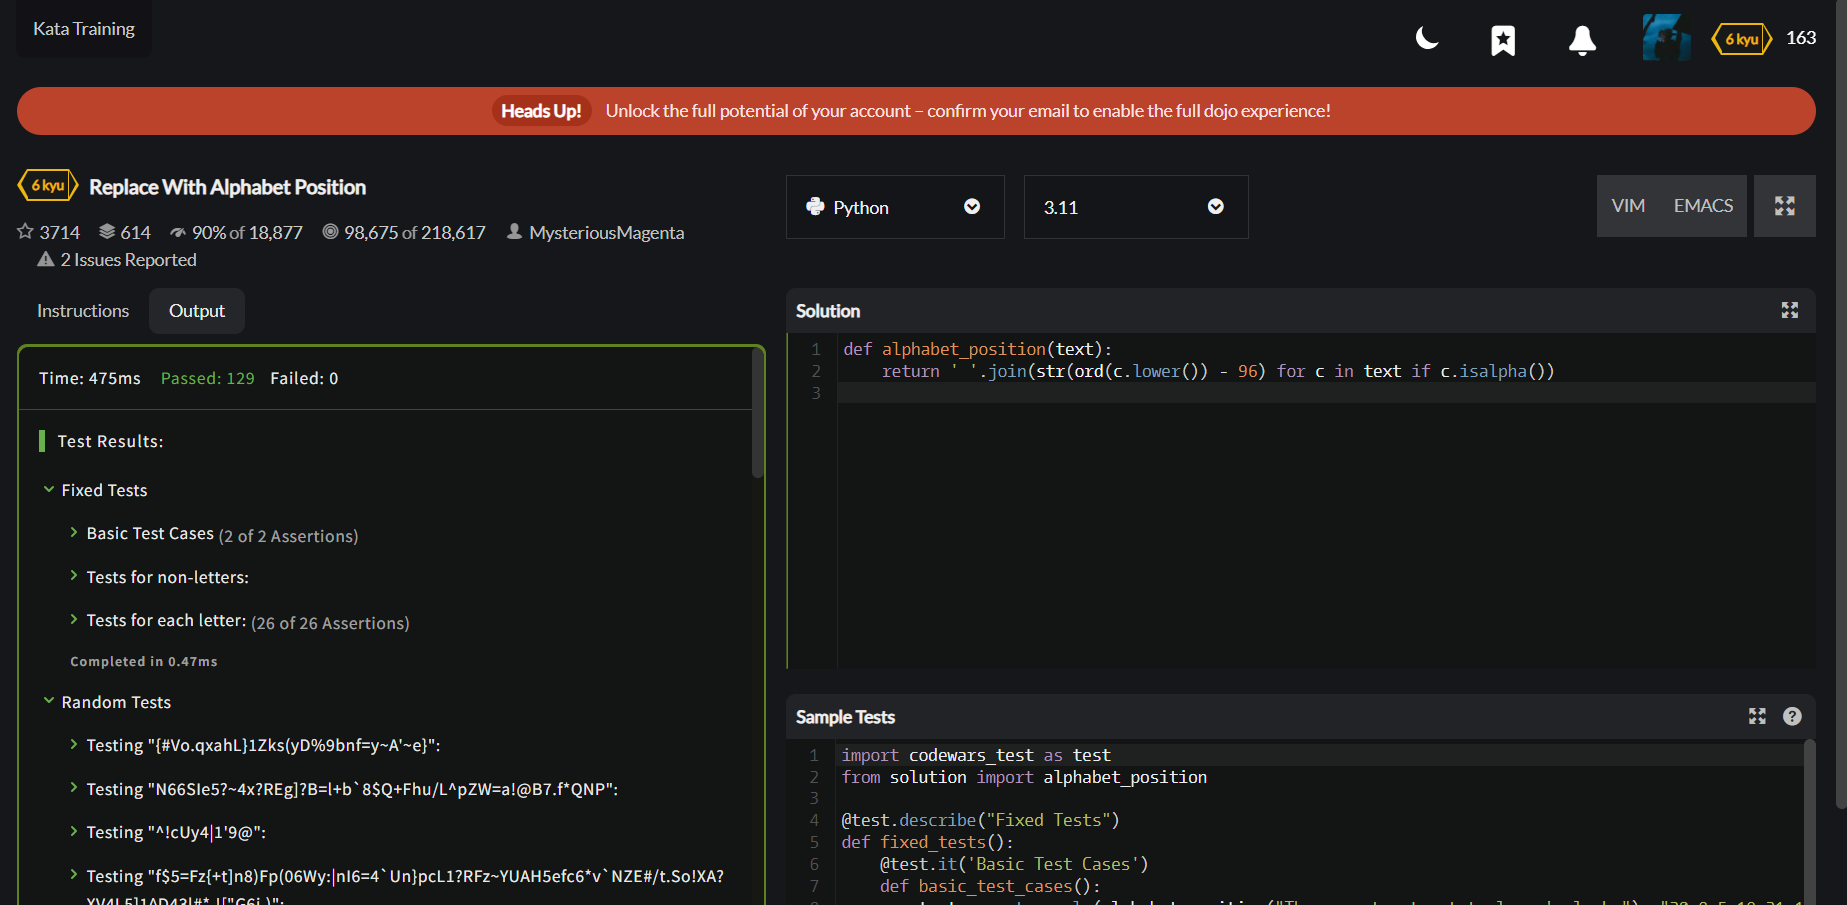 Kata Training
6 kyu 163
Heads Up! Unlock the full potential of your account – confirm your email to enable the full dojo experience!
6 kyu Replace With Alphabet Position
3714 614 90% of 18,877 98,675 of 218,617 MysteriousMagenta
2 Issues Reported
Python 3.11 VIM EMACS
Instructions Output
Time: 475ms Passed: 129 Failed: 0
Test Results:
Fixed Tests
Basic Test Cases (2 of 2 Assertions)
Tests for non-letters:
Tests for each letter: (26 of 26 Assertions)
Completed in 0.47ms
Random Tests
Testing "{#Vo.qxahL}1Zks(yD%9bnf=y~A'~e}":
Testing "N66SIe5?~4x?REg]?B=l+b`8$Q+Fhu/L^pZW=a!@B7.f*QNP":
Testing "^!cUy4|1'9@":
Testing "f$5=Fz{+t]n8)Fp(06Wy:|nI6=4`Un}pcL1?RFz~YUAH5efc6*v`NZE#/t.So!XA?
Solution
1 def alphabet_position(text):
2 return ' '.join(str(ord(c.lower()) - 96) for c in text if c.isalpha())
3
Sample Tests
1 import codewars_test as test
2 from solution import alphabet_position
3
4 @test.describe("Fixed Tests")
5 def fixed_tests():
6 @test.it('Basic Test Cases')
7 def basic_test_cases():